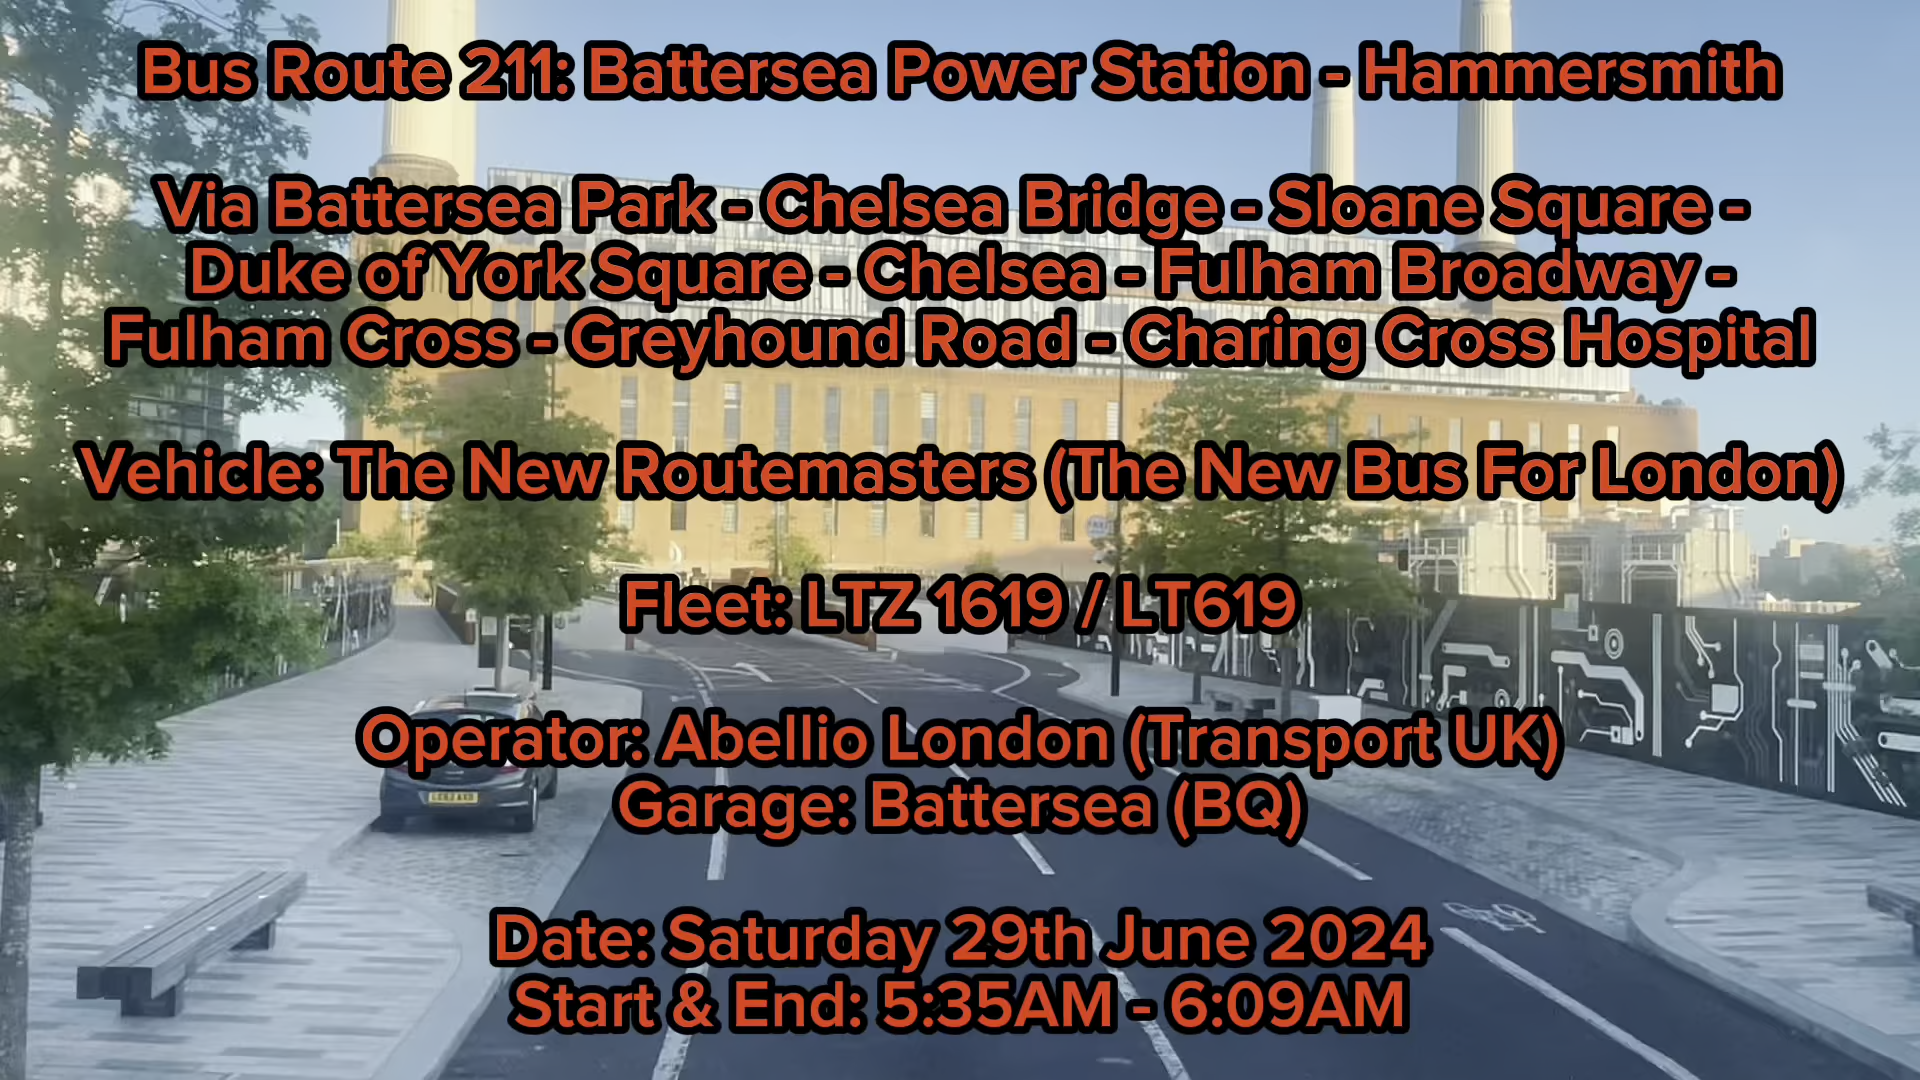 Bus Route 211: Battersea Power Station - Hammersmith
Via Battersea Park - Chelsea Bridge - Sloane Square -
Duke of York Square - Chelsea - Fulham Broadway -
Fulham Cross - Greyhound Road - Charing Cross Hospital
Vehicle: The New Routemasters (The New Bus For London)
Fleet: LTZ 1619 / LT619
Operator: Abellio London (Transport UK)
Garage: Battersea (BQ)
Date: Saturday 29th June 2024
Start & End: 5:35AM - 6:09AM